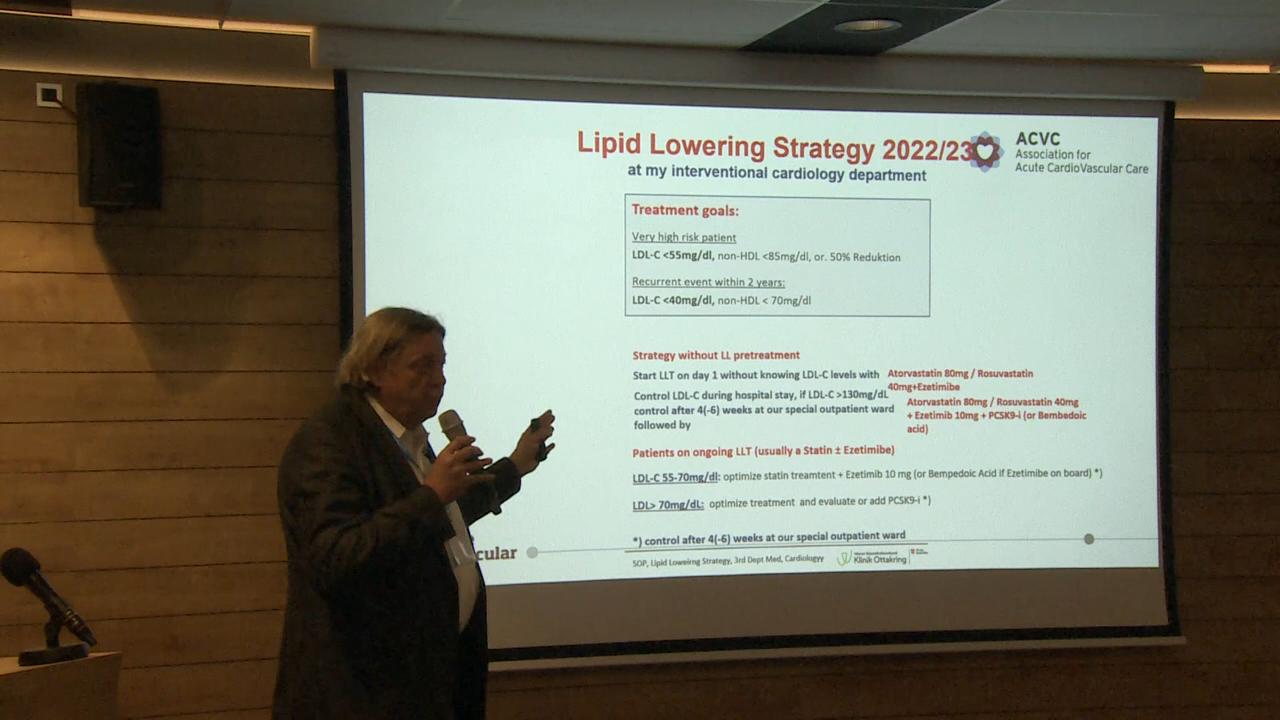 Lipid Lowering Strategy 2022/23
at my interventional cardiology department
ACVC
Association for
Acute CardioVascular Care
Treatment goals:
Very high risk patient
LDL-C <55mg/dl, non-HDL <85mg/dl, or. 50% Reduktion
Recurrent event within 2 years:
LDL-C <40mg/dl, non-HDL < 70mg/dl
Strategy without LL pretreatment
Start LLT on day 1 without knowing LDL-C levels with
Atorvastatin 80mg / Rosuvastatin
40mg+Ezetimibe
Control LDL-C during hospital stay, if LDL-C >130mg/dL
control after 4(-6) weeks at our special outpatient ward
followed by
Atorvastatin 80mg / Rosuvastatin 40mg
+ Ezetimib 10mg + PCSK9-i (or Bembedoic
acid)
Patients on ongoing LLT (usually a Statin ± Ezetimibe)
LDL-C 55-70mg/dl: optimize statin treamtent + Ezetimib 10 mg (or Bempedoic Acid if Ezetimibe on board) *)
LDL> 70mg/dL: optimize treatment and evaluate or add PCSK9-i *)
*) control after 4(-6) weeks at our special outpatient ward
cular
SOP, Lipid Loweirng Strategy, 3rd Dept Med, Cardiologyy
Klinik Ottakring